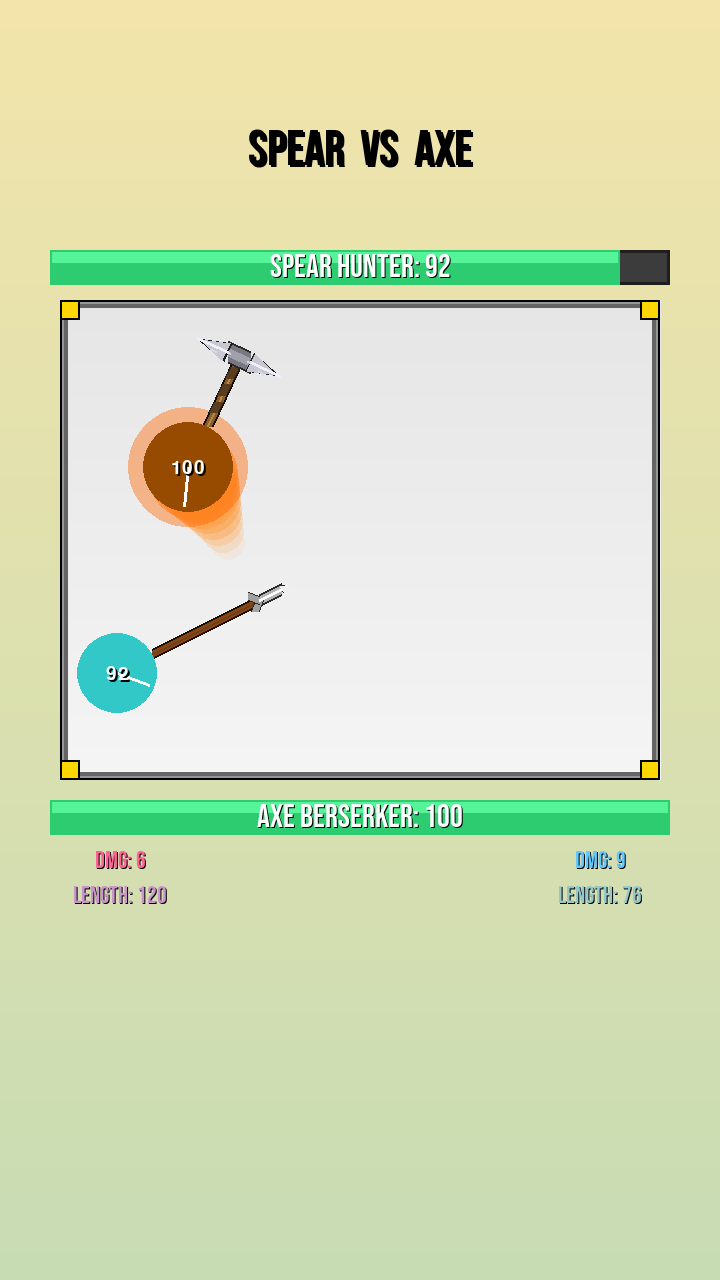 SPEAR VS AXE
SPEAR HUNTER: 92
100
92
AXE BERSERKER: 100
DMG: 6
DMG: 9
LENGTH: 120
LENGTH: 76